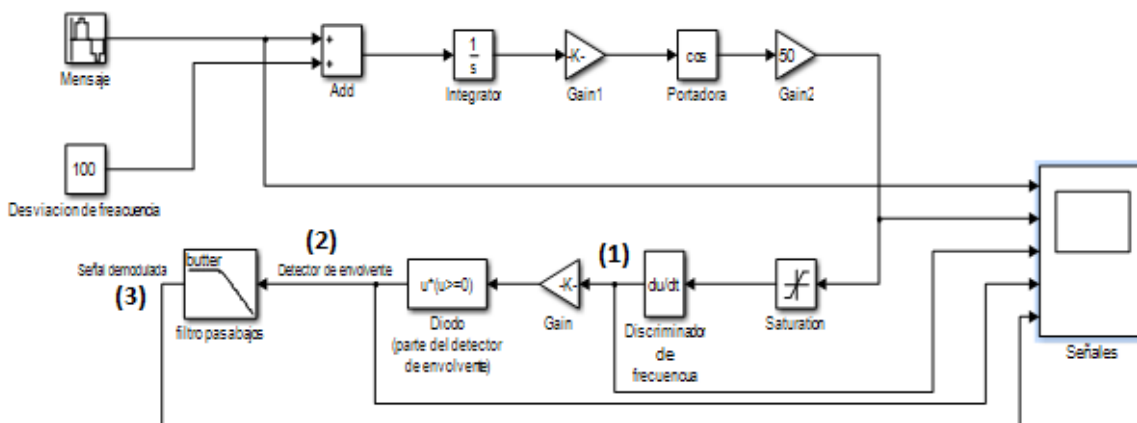 Mensaje
+
+
Add
1
s
Integrator
-K-
Gain1
cos
Portadora
50
Gain2
100
Desviacion de freacuencia
Señal demodulada
(3)
butter
filtro pasabajos
(2)
Detector de envolvente
u*(u>=0)
Diodo
(parte del detector
de envolvente)
-K-
Gain
(1)
du/dt
Discriminador
de
frecuencua
Saturation
Señales